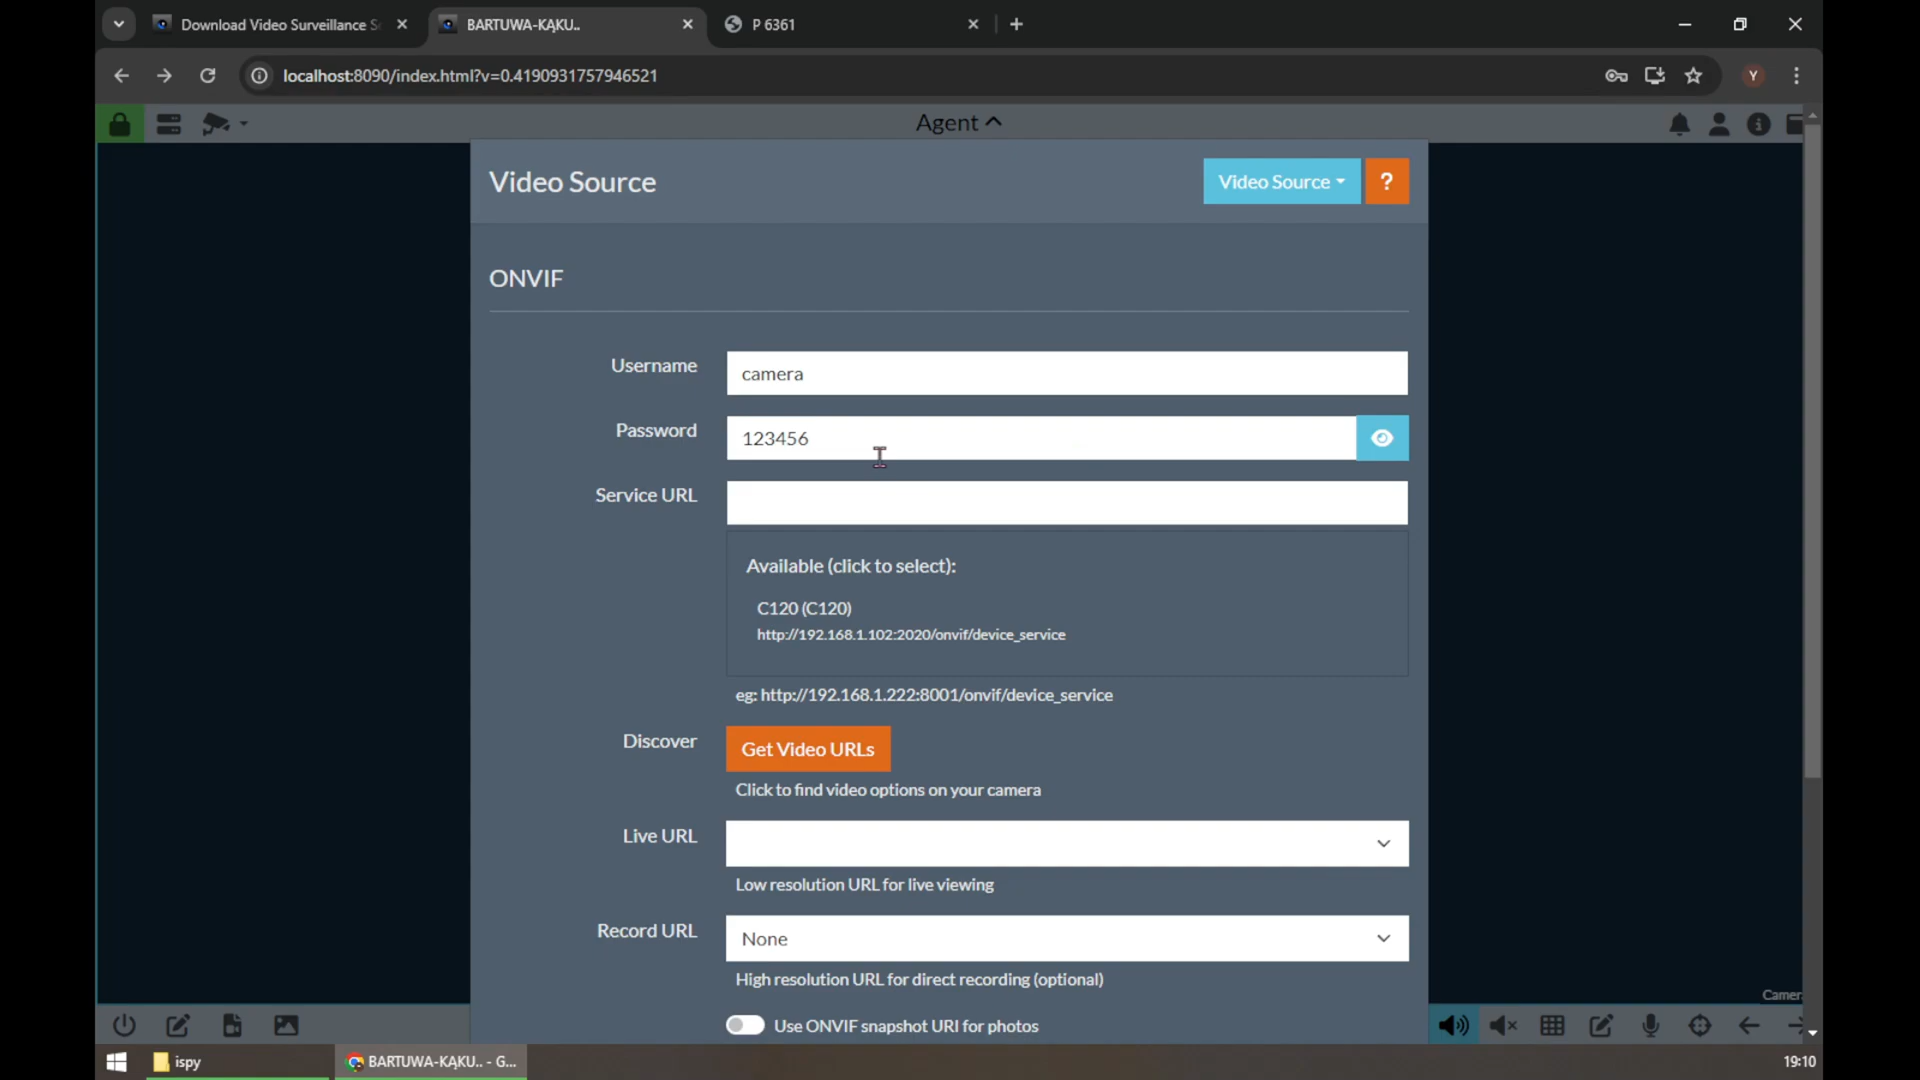 Download Video Surveillance S
BARTUWA-KĄKU..
P 6361
localhost:8090/index.html?v=0.4190931757946521
Y
Agent
Video Source
Video Source
?
ONVIF
Username
camera
Password
123456
Service URL
Available (click to select):
C120 (C120)
http://192.168.1.102:2020/onvif/device_service
eg: http://192.168.1.222:8001/onvif/device_service
Discover
Get Video URLs
Click to find video options on your camera
Live URL
Low resolution URL for live viewing
Record URL
None
High resolution URL for direct recording (optional)
Use ONVIF snapshot URI for photos
Camer
ispy
BARTUWA-KĄKU.. - G...
19:10